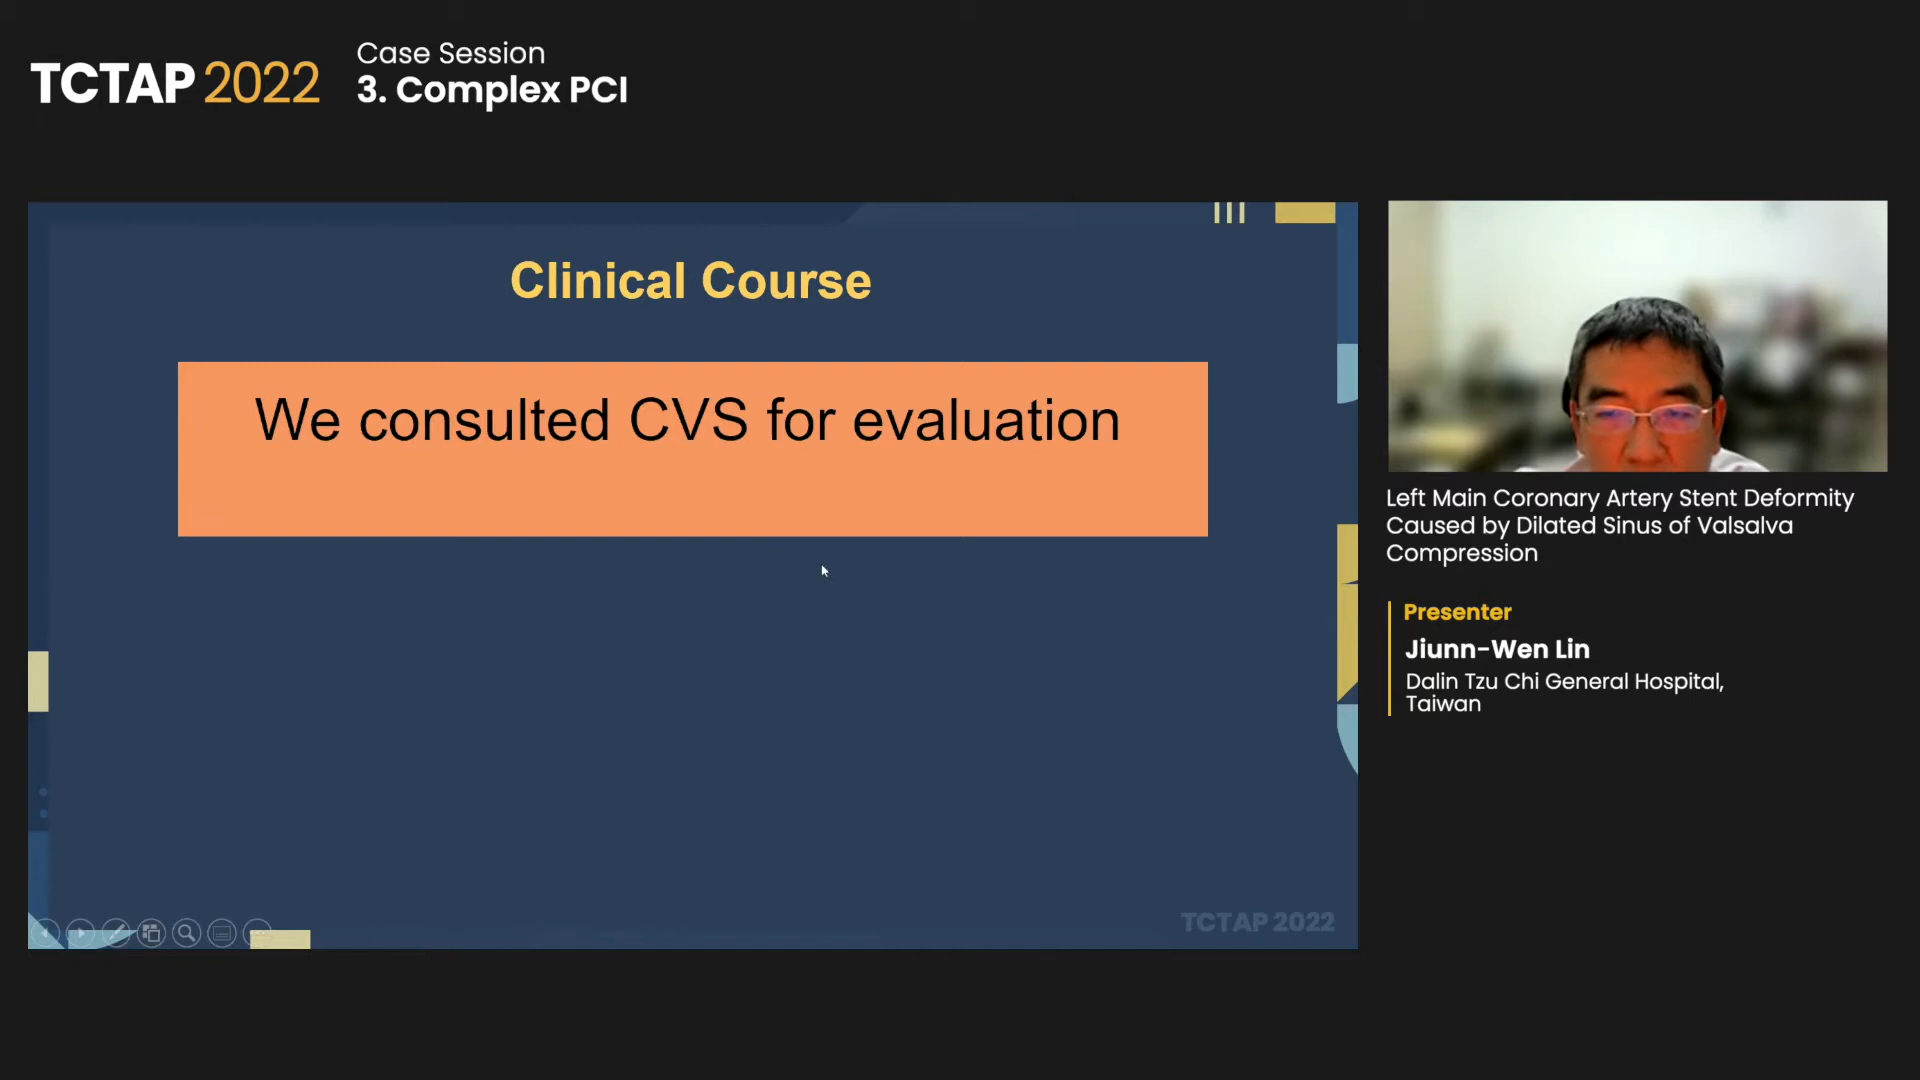 TCTAP 2022
Case Session
3. Complex PCI
Clinical Course
We consulted CVS for evaluation
TCTAP 2022
Left Main Coronary Artery Stent Deformity
Caused by Dilated Sinus of Valsalva
Compression
Presenter
Jiunn-Wen Lin
Dalin Tzu Chi General Hospital,
Taiwan